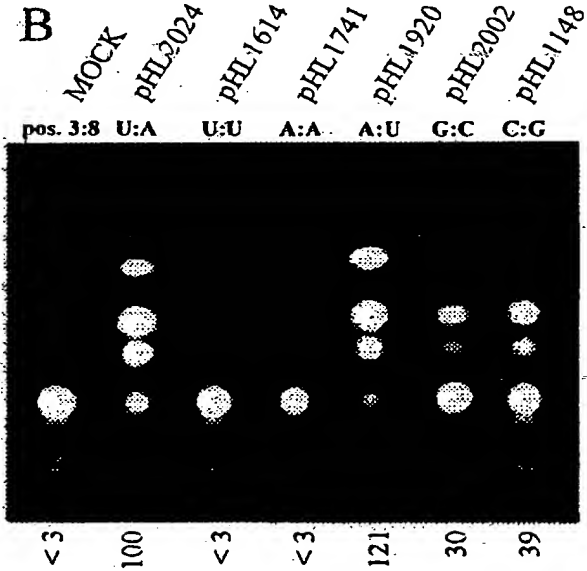 B
MOCK pHL2024 pHL1614 pHL1741 pHL1920 pHL2002 pHL1148
pos. 3:8 U:A U:U A:A A:U G:C C:G
<3 100 <3 <3 121 30 39